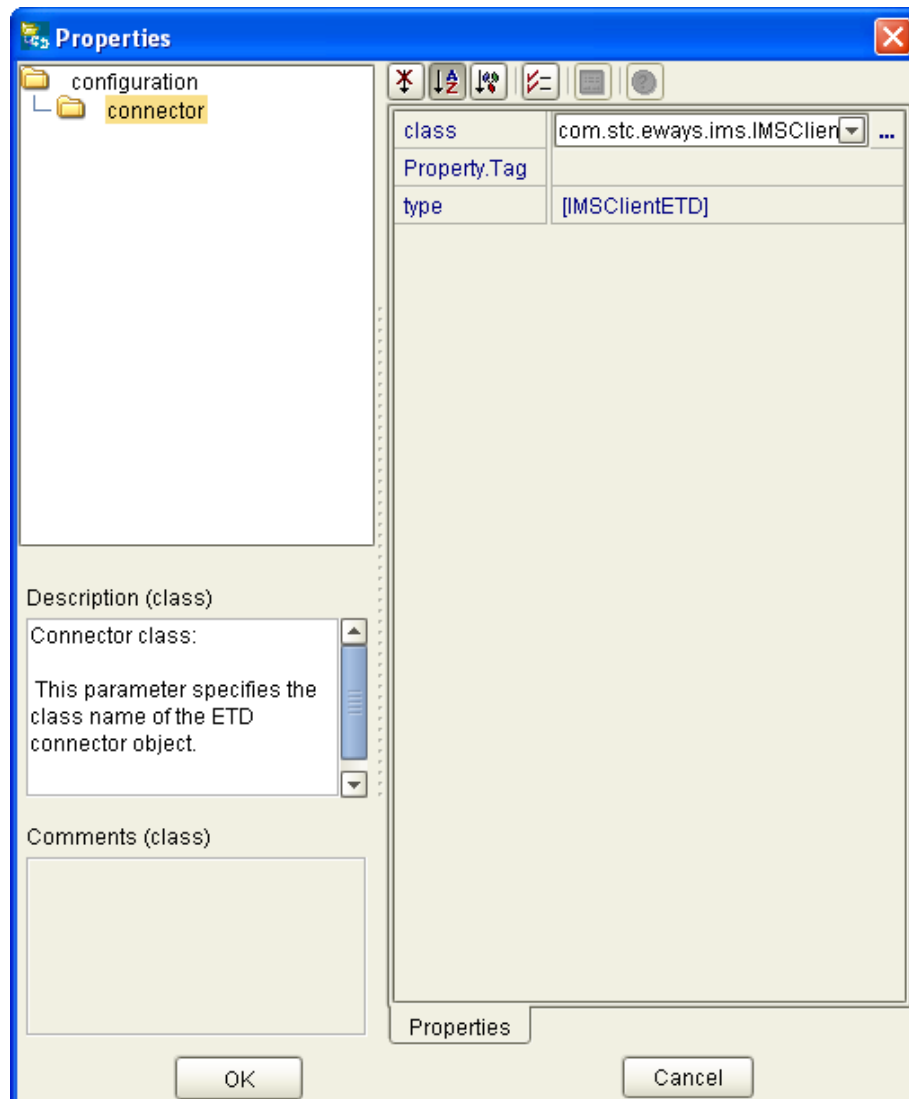 Properties
configuration
connector
class com.stc.eways.ims.IMSClien ...
Property.Tag
type [IMSClientETD]
Description (class)
Connector class:
This parameter specifies the
class name of the ETD
connector object.
Comments (class)
Properties
OK Cancel